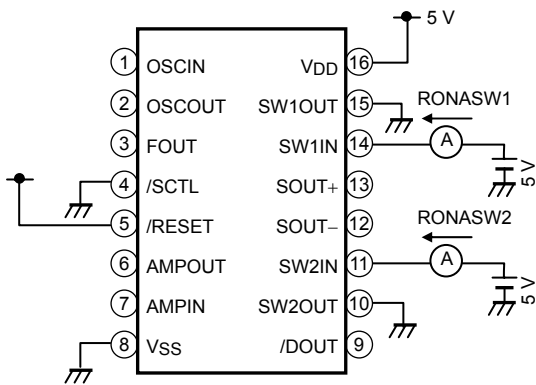 5 V
1 OSCIN
VDD 16
2 OSCOUT
SW1OUT 15
RONASW1
3 FOUT
SW1IN 14
A
4 /SCTL
SOUT+ 13
5 V
5 /RESET
SOUT− 12
RONASW2
6 AMPOUT
SW2IN 11
A
7 AMPIN
SW2OUT 10
5 V
8 VSS
/DOUT 9